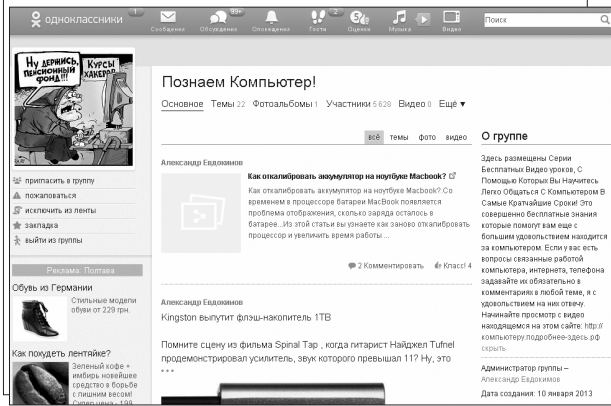 одноклассники
1
Сообщения
99+
Обсуждения
Оповещения
2
Гости
5+
Оценки
Музыка
Видео
Поиск
Ну держись,
пенсионный
фонд!!!
Курсы
хакеров
пригласить в группу
пожаловаться
исключить из ленты
закладка
выйти из группы
Реклама: Полтава
Обувь из Германии
Стильные модели
обуви от 229 грн.
Как похудеть лентяйке?
Зеленый кофе +
имбирь новейшее
средство в борьбе
с лишним весом!
Супер цена - 199
Познаем Компьютер!
Основное Темы 22 Фотоальбомы 1 Участники 5 628 Видео 0 Ещё ▾
всё темы фото видео
Александр Евдокимов
Как откалибровать аккумулятор на ноутбуке Macbook?
Как откалибровать аккумулятор на ноутбуке Macbook? Со
временем в процессоре батареи MacBook появляется
проблема отображения, сколько заряда осталось в
батарее...Из этой статьи вы узнаете как заново откалибровать
процессор и увеличить время работы ...
2 Комментировать Класс! 4
Александр Евдокимов
Kingston выпутит флэш-накопитель 1TB
Помните сцену из фильма Spinal Tap , когда гитарист Найджел Tufnel
продемонстрировал усилитель, звук которого превышал 11? Ну, это
...
О группе
Здесь размещены Серии
Бесплатных Видео уроков, С
Помощью Которых Вы Научитесь
Легко Общаться С Компьютером В
Самые Кратчайшие Сроки! Это
совершенно бесплатные знания
которые помогут вам еще с
большим удовольствием находится
за компьютером. Если у вас есть
вопросы связанные работой
компьютера, интернета, телефона
задавайте их обязательно в
комментариях в любой теме, я с
удовольствием на них отвечу.
Начинайте просмотр с видео
находящемся на этом сайте: http://
компьютеру.подробнее-здесь.рф
скрыть
Администратор группы –
Александр Евдокимов
Дата создания: 10 января 2013